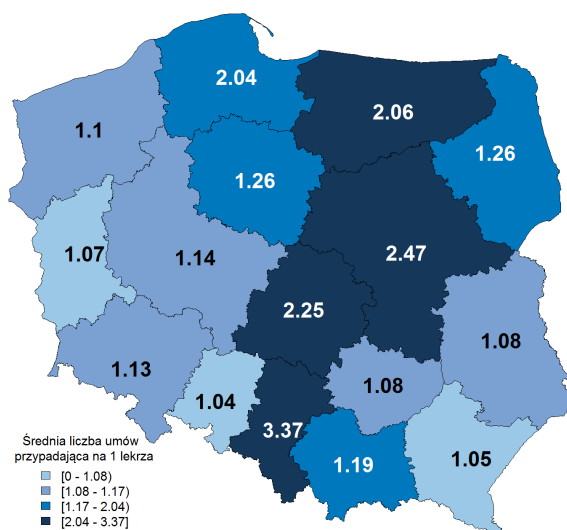 2.04
2.06
1.1
1.26
1.26
1.07
1.14
2.47
2.25
1.08
1.13
1.08
1.04
3.37
1.19
1.05
Średnia liczba umów
przypadająca na 1 lekrza
[0 - 1.08)
[1.08 - 1.17)
[1.17 - 2.04)
[2.04 - 3.37]